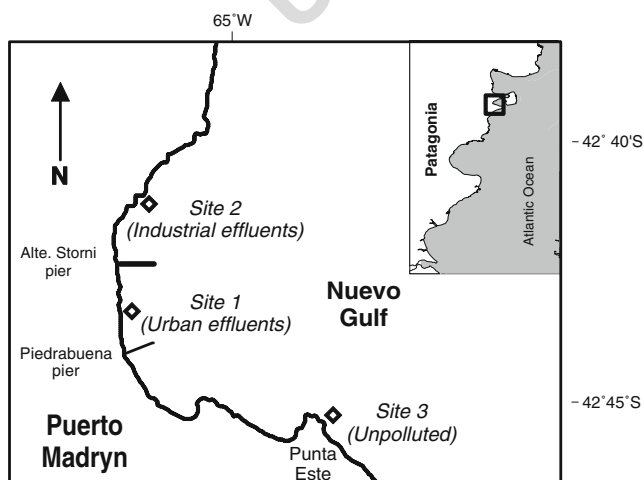 65˚W
42˚ 40'S
Patagonia
Atlantic Ocean
N
Site 2
(Industrial effluents)
Alte. Storni
pier
Nuevo
Gulf
Site 1
(Urban effluents)
Piedrabuena
pier
42˚45'S
Site 3
(Unpolluted)
Puerto
Madryn
Punta
Este